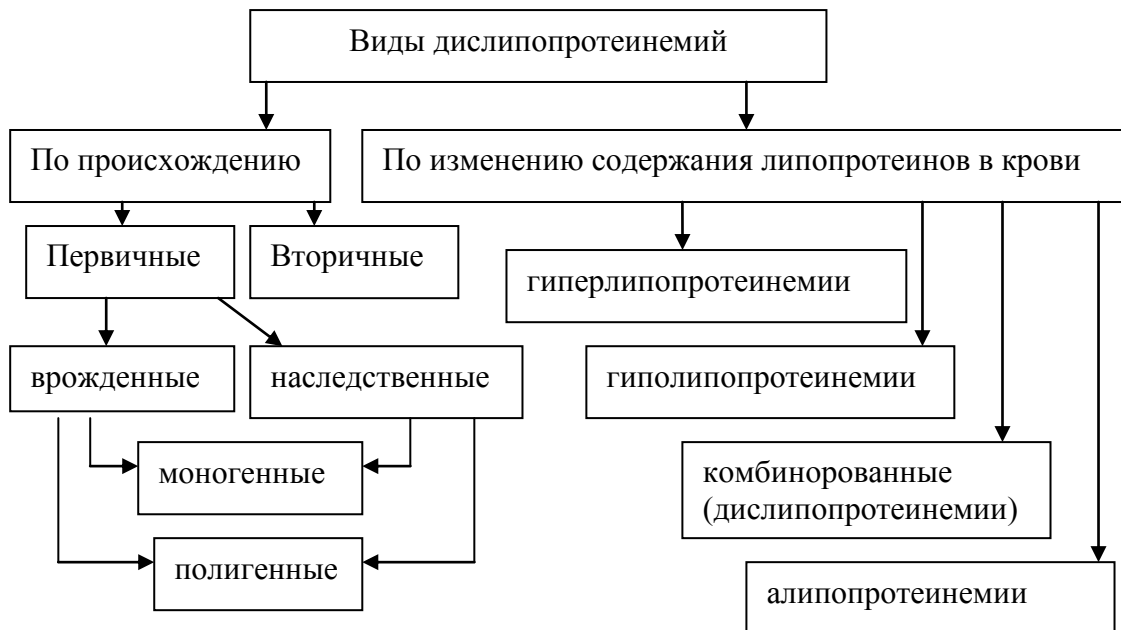 Виды дислипопротеинемий
По происхождению
По изменению содержания липопротеинов в крови
Первичные
Вторичные
гиперлипопротеинемии
врожденные
наследственные
гиполипопротеинемии
моногенные
комбинорованные
(дислипопротеинемии)
полигенные
алипопротеинемии